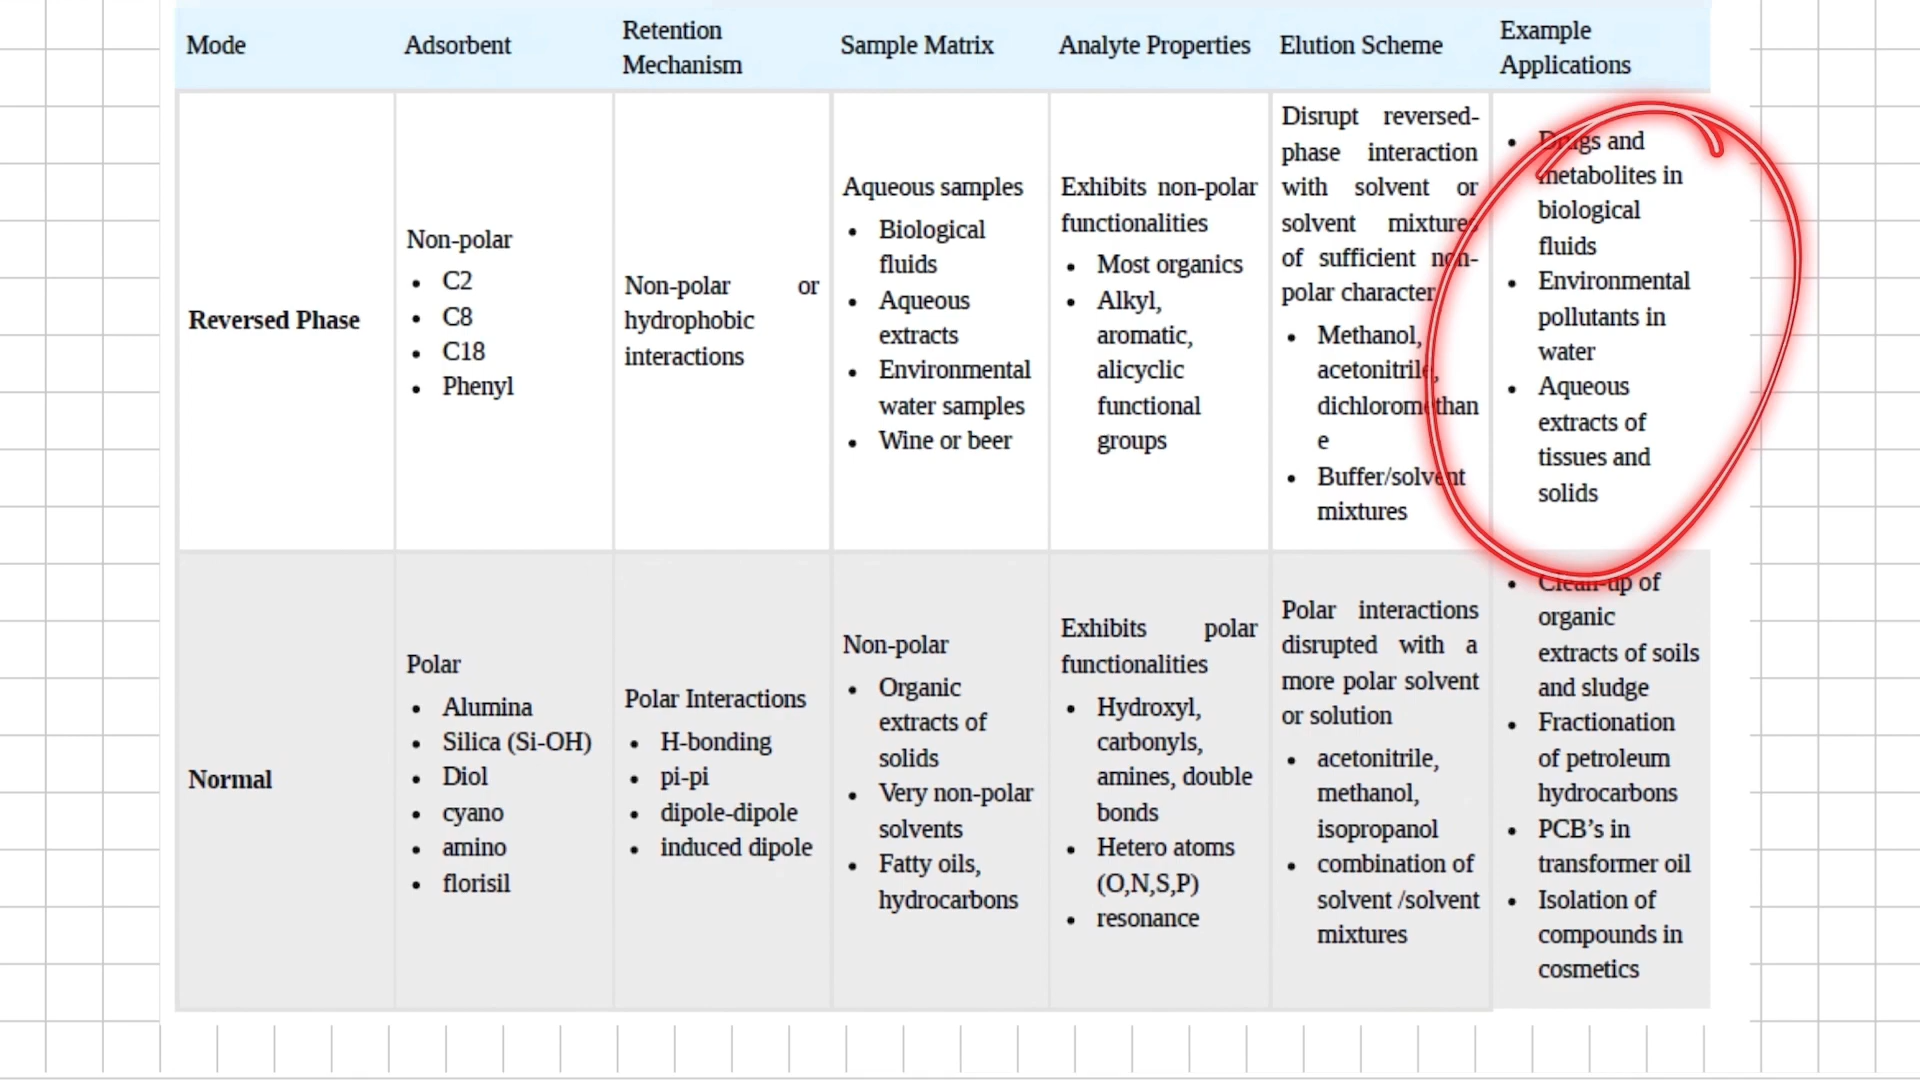 Mode
Adsorbent
Retention
Mechanism
Sample Matrix
Analyte Properties
Elution Scheme
Example
Applications
Reversed Phase
Non-polar
• C2
• C8
• C18
• Phenyl
Non-polar or
hydrophobic
interactions
Aqueous samples
• Biological
fluids
• Aqueous
extracts
• Environmental
water samples
• Wine or beer
Exhibits non-polar
functionalities
• Most organics
• Alkyl,
aromatic,
alicyclic
functional
groups
Disrupt reversed-
phase interaction
with solvent or
solvent mixtures
of sufficient non-
polar character
• Methanol,
acetonitrile,
dichloromethan
e
• Buffer/solvent
mixtures
• Drugs and
metabolites in
biological
fluids
• Environmental
pollutants in
water
• Aqueous
extracts of
tissues and
solids
Normal
Polar
• Alumina
• Silica (Si-OH)
• Diol
• cyano
• amino
• florisil
Polar Interactions
• H-bonding
• pi-pi
• dipole-dipole
• induced dipole
Non-polar
• Organic
extracts of
solids
• Very non-polar
solvents
• Fatty oils,
hydrocarbons
Exhibits polar
functionalities
• Hydroxyl,
carbonyls,
amines, double
bonds
• Hetero atoms
(O,N,S,P)
• resonance
Polar interactions
disrupted with a
more polar solvent
or solution
• acetonitrile,
methanol,
isopropanol
• combination of
solvent /solvent
mixtures
• Clean-up of
organic
extracts of soils
and sludge
• Fractionation
of petroleum
hydrocarbons
• PCB’s in
transformer oil
• Isolation of
compounds in
cosmetics